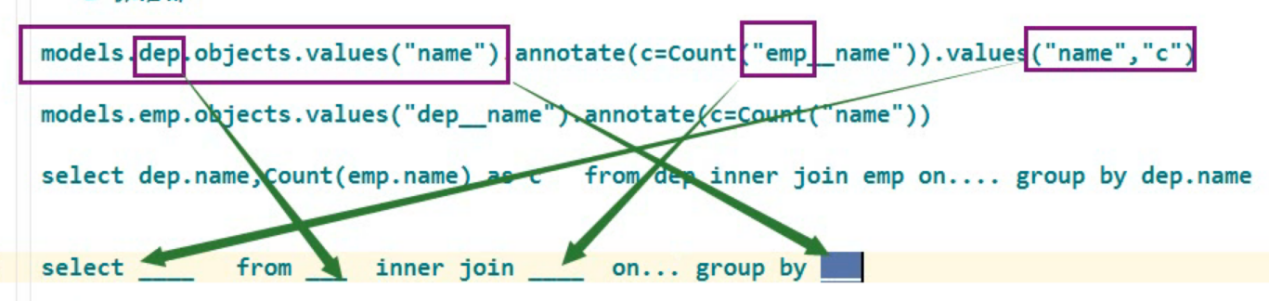 models.dep.objects.values("name").annotate(c=Count("emp__name")).values("name","c")
models.emp.objects.values("dep__name").annotate(c=Count("name"))
select dep.name,Count(emp.name) as c from dep inner join emp on.... group by dep.name
select ____ from ___ inner join ____ on... group by ___